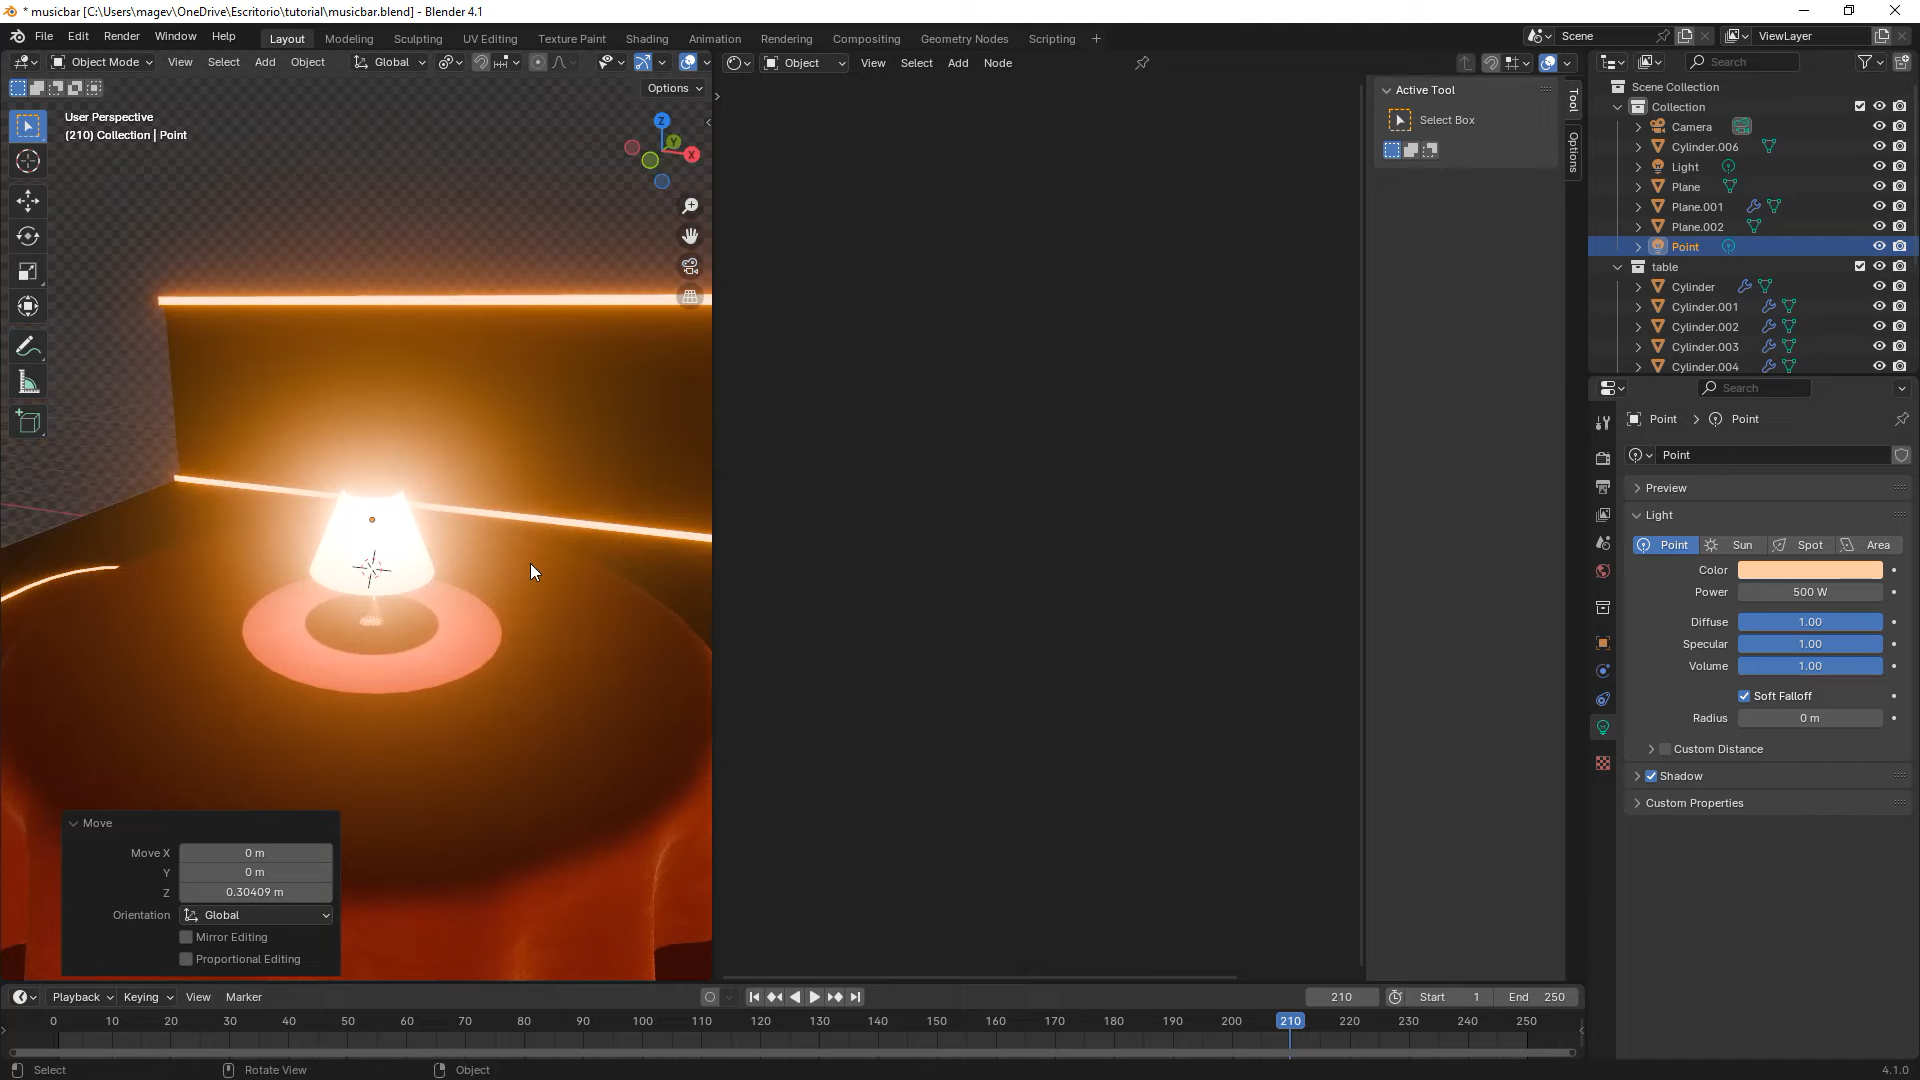 * musicbar [C:\Users\magev\OneDrive\Escritorio\tutorial\musicbar.blend] - Blender 4.1
File Edit Render Window Help Layout Modeling Sculpting UV Editing Texture Paint Shading Animation Rendering Compositing Geometry Nodes Scripting + Scene ViewLayer
Object Mode View Select Add Object Global
Object View Select Add Node
Search
Options
User Perspective
(210) Collection | Point
Z
Y
X
Active Tool
Select Box
Tool
Options
Scene Collection
Collection
Camera
Cylinder.006
Light
Plane
Plane.001
Plane.002
Point
table
Cylinder
Cylinder.001
Cylinder.002
Cylinder.003
Cylinder.004
Search
Point > Point
Point
Preview
Light
Point Sun Spot Area
Color
Power 500 W
Diffuse 1.00
Specular 1.00
Volume 1.00
Soft Falloff
Radius 0 m
Custom Distance
Shadow
Custom Properties
Move
Move X 0 m
Y 0 m
Z 0.30409 m
Orientation Global
Mirror Editing
Proportional Editing
Playback Keying View Marker 210 Start 1 End 250
0 10 20 30 40 50 60 70 80 90 100 110 120 130 140 150 160 170 180 190 200 210 220 230 240 250
Select Rotate View Object 4.1.0